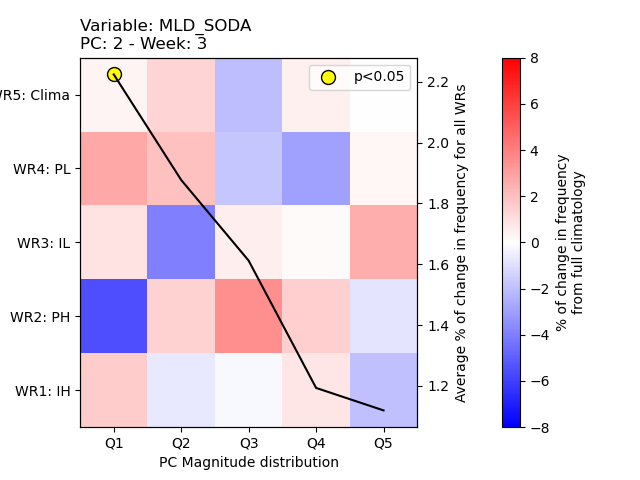 Variable: MLD_SODA
PC: 2 - Week: 3
p<0.05
WR5: Clima
WR4: PL
WR3: IL
WR2: PH
WR1: IH
Q1 Q2 Q3 Q4 Q5
PC Magnitude distribution
2.2
2.0
1.8
1.6
1.4
1.2
Average % of change in frequency for all WRs
8
6
4
2
0
−2
−4
−6
−8
% of change in frequency
from full climatology